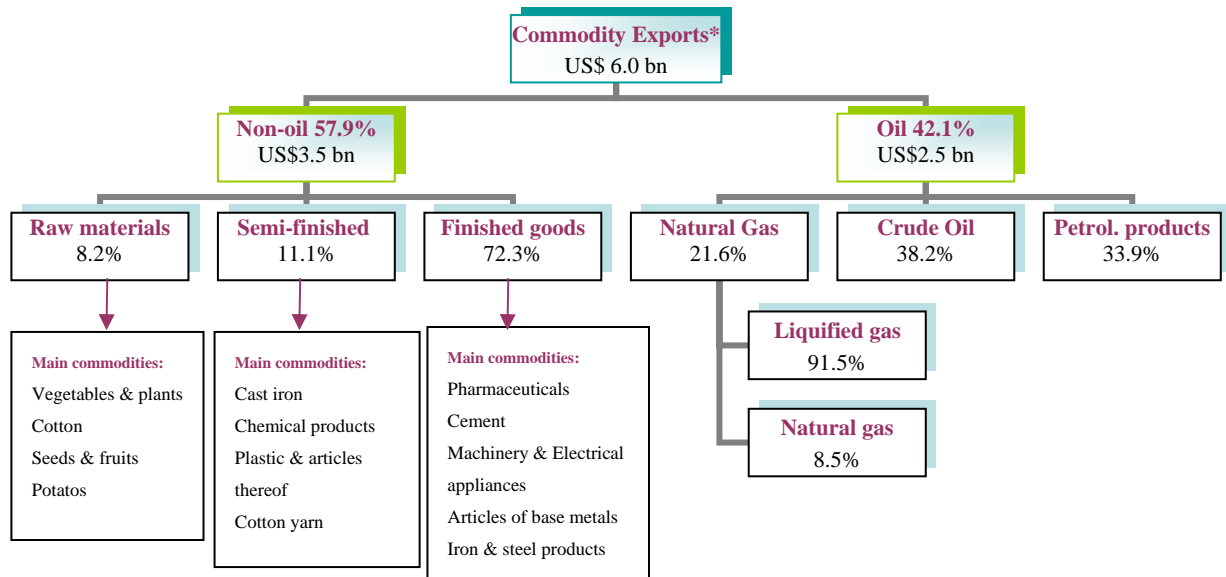 Commodity Exports*
US$ 6.0 bn
Non-oil 57.9%
US$3.5 bn
Oil 42.1%
US$2.5 bn
Raw materials
8.2%
Semi-finished
11.1%
Finished goods
72.3%
Natural Gas
21.6%
Crude Oil
38.2%
Petrol. products
33.9%
Main commodities:
Vegetables & plants
Cotton
Seeds & fruits
Potatos
Main commodities:
Cast iron
Chemical products
Plastic & articles
thereof
Cotton yarn
Main commodities:
Pharmaceuticals
Cement
Machinery & Electrical
appliances
Articles of base metals
Iron & steel products
Liquified gas
91.5%
Natural gas
8.5%